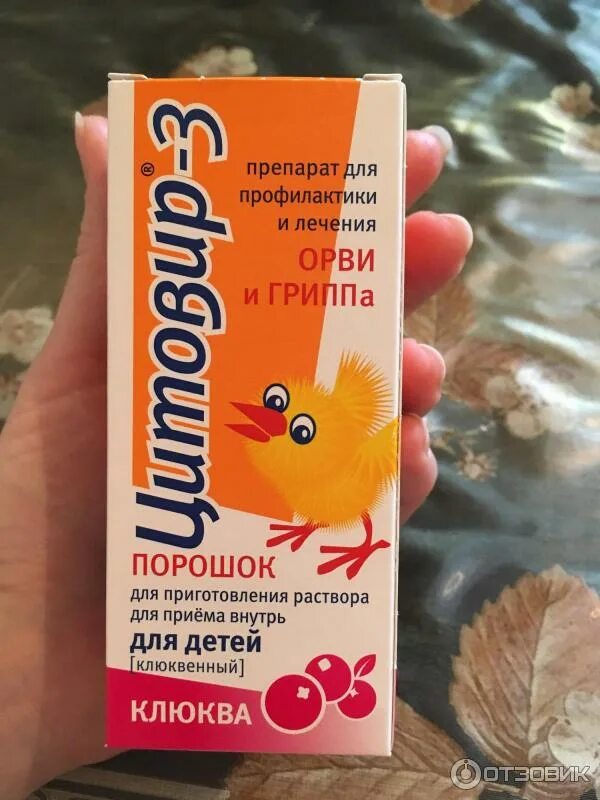 Цитовир®-3
препарат для
профилактики
и лечения
ОРВИ
и ГРИППа
ПОРОШОК
для приготовления раствора
для приёма внутрь
для детей
[клюквенный]
КЛЮКВА
ОТЗОВИК